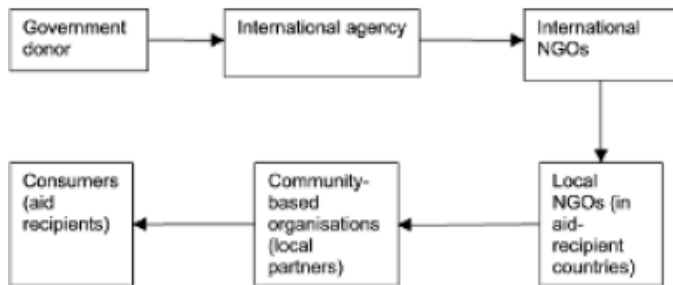 Government
donor
International agency
International
NGOs
Local
NGOs (in
aid-
recipient
countries)
Community-
based
organisations
(local
partners)
Consumers
(aid
recipients)